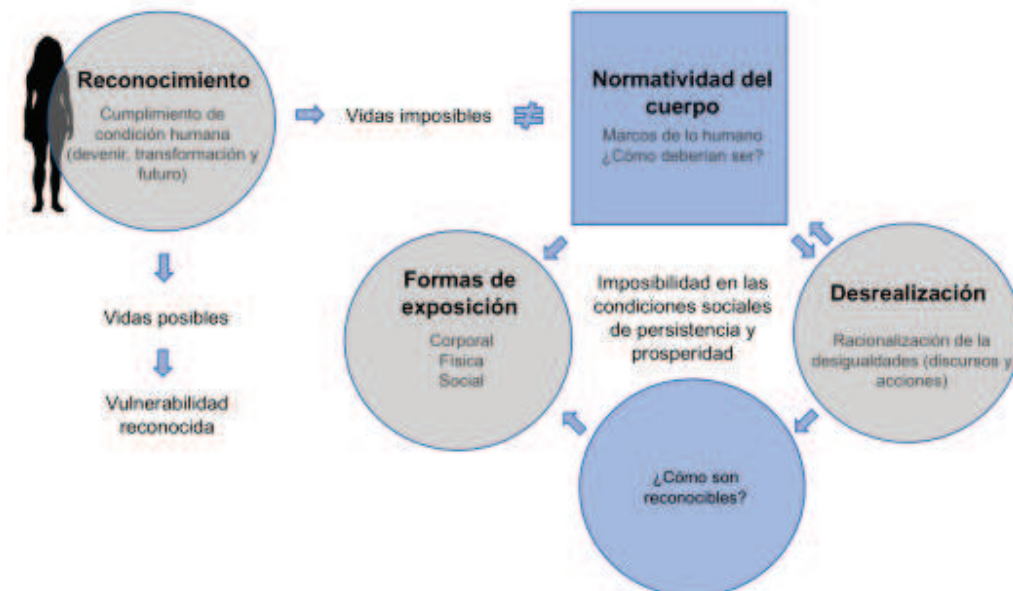 Reconocimiento
Cumplimiento de
condición humana
(devenir, transformación y
futuro)
Vidas imposibles
Normatividad del
cuerpo
Marcos de lo humano
¿Cómo deberían ser?
Vidas posibles
Vulnerabilidad
reconocida
Formas de
exposición
Corporal
Física
Social
Imposibilidad en las
condiciones sociales
de persistencia y
prosperidad
Desrealización
Racionalización de la
desigualdades (discursos y
acciones)
¿Cómo son
reconocibles?